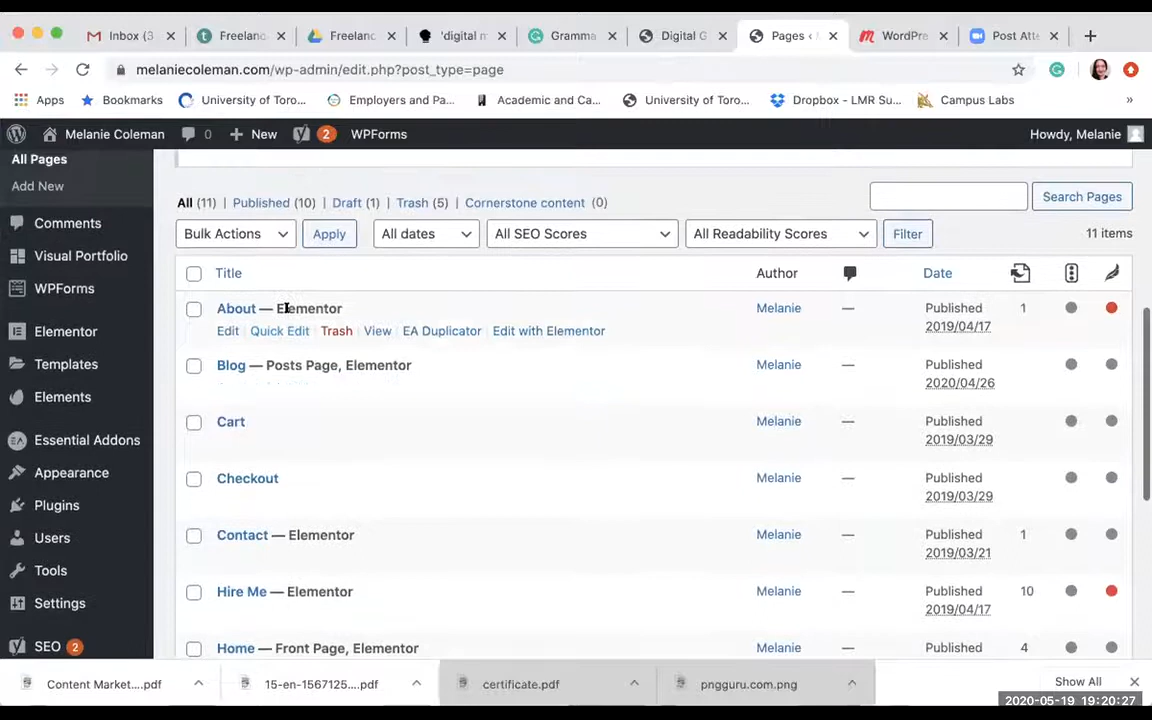 Inbox (3
Freelanc
Freelanc
'digital m
Gramma
Digital G
Pages ‹
WordPre
Post Atte
melaniecoleman.com/wp-admin/edit.php?post_type=page
Apps
Bookmarks
University of Toro...
Employers and Pa...
Academic and Ca...
University of Toro...
Dropbox - LMR Su...
Campus Labs
»
Melanie Coleman
0
New
2
WPForms
Howdy, Melanie
All Pages
Add New
Comments
Visual Portfolio
WPForms
Elementor
Templates
Elements
Essential Addons
Appearance
Plugins
Users
Tools
Settings
SEO 2
All (11) | Published (10) | Draft (1) | Trash (5) | Cornerstone content (0)
Search Pages
Bulk Actions
Apply
All dates
All SEO Scores
All Readability Scores
Filter
11 items
Title
Author
Date
About — Elementor
Melanie
—
Published
1
2019/04/17
Edit Quick Edit Trash View EA Duplicator Edit with Elementor
Blog — Posts Page, Elementor
Melanie
—
Published
2020/04/26
Cart
Melanie
—
Published
2019/03/29
Checkout
Melanie
—
Published
2019/03/29
Contact — Elementor
Melanie
—
Published
1
2019/03/21
Hire Me — Elementor
Melanie
—
Published
10
2019/04/17
Home — Front Page, Elementor
Melanie
—
Published
4
Content Market....pdf
15-en-1567125....pdf
certificate.pdf
pngguru.com.png
Show All
2020-05-19 19:20:27